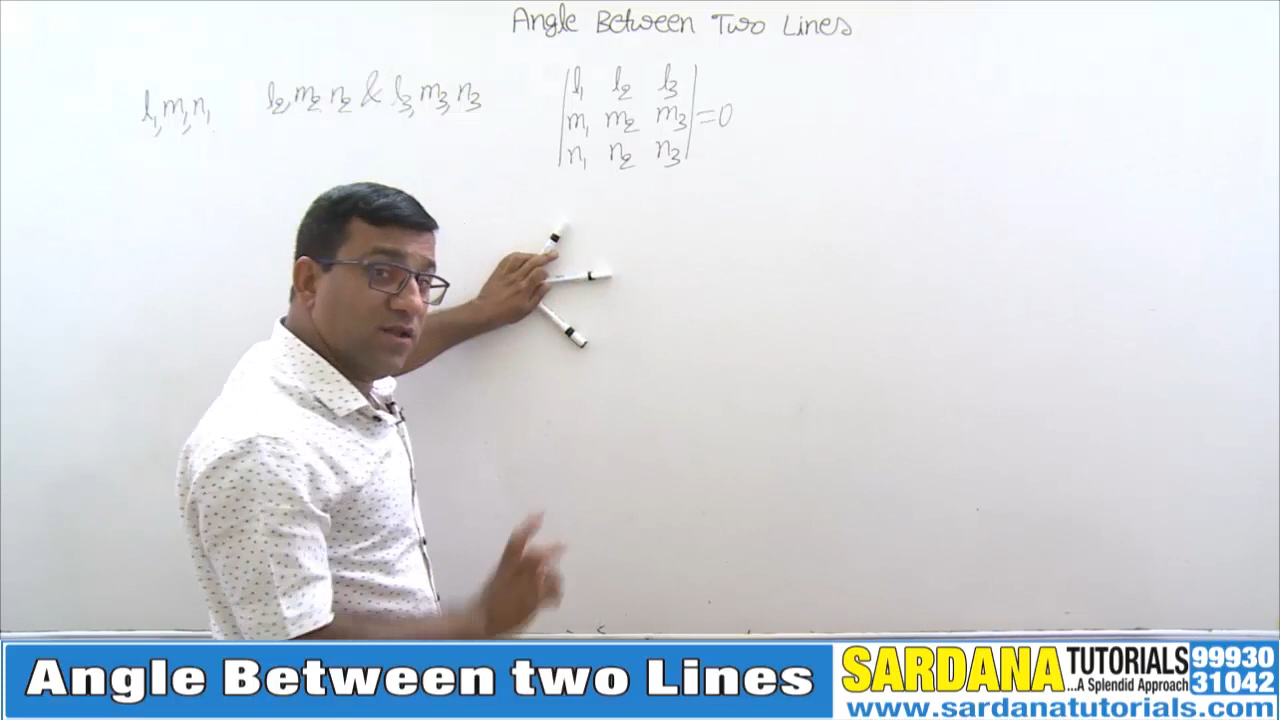 Angle Between Two Lines
l₁, m₁, n₁ l₂, m₂ n₂ & l₃, m₃, n₃
| l₁ l₂ l₃ |
| m₁ m₂ m₃ | = 0
| n₁ n₂ n₃ |
Angle Between two Lines
SARDANA TUTORIALS 99930
...A Splendid Approach 31042
www.sardanatutorials.com